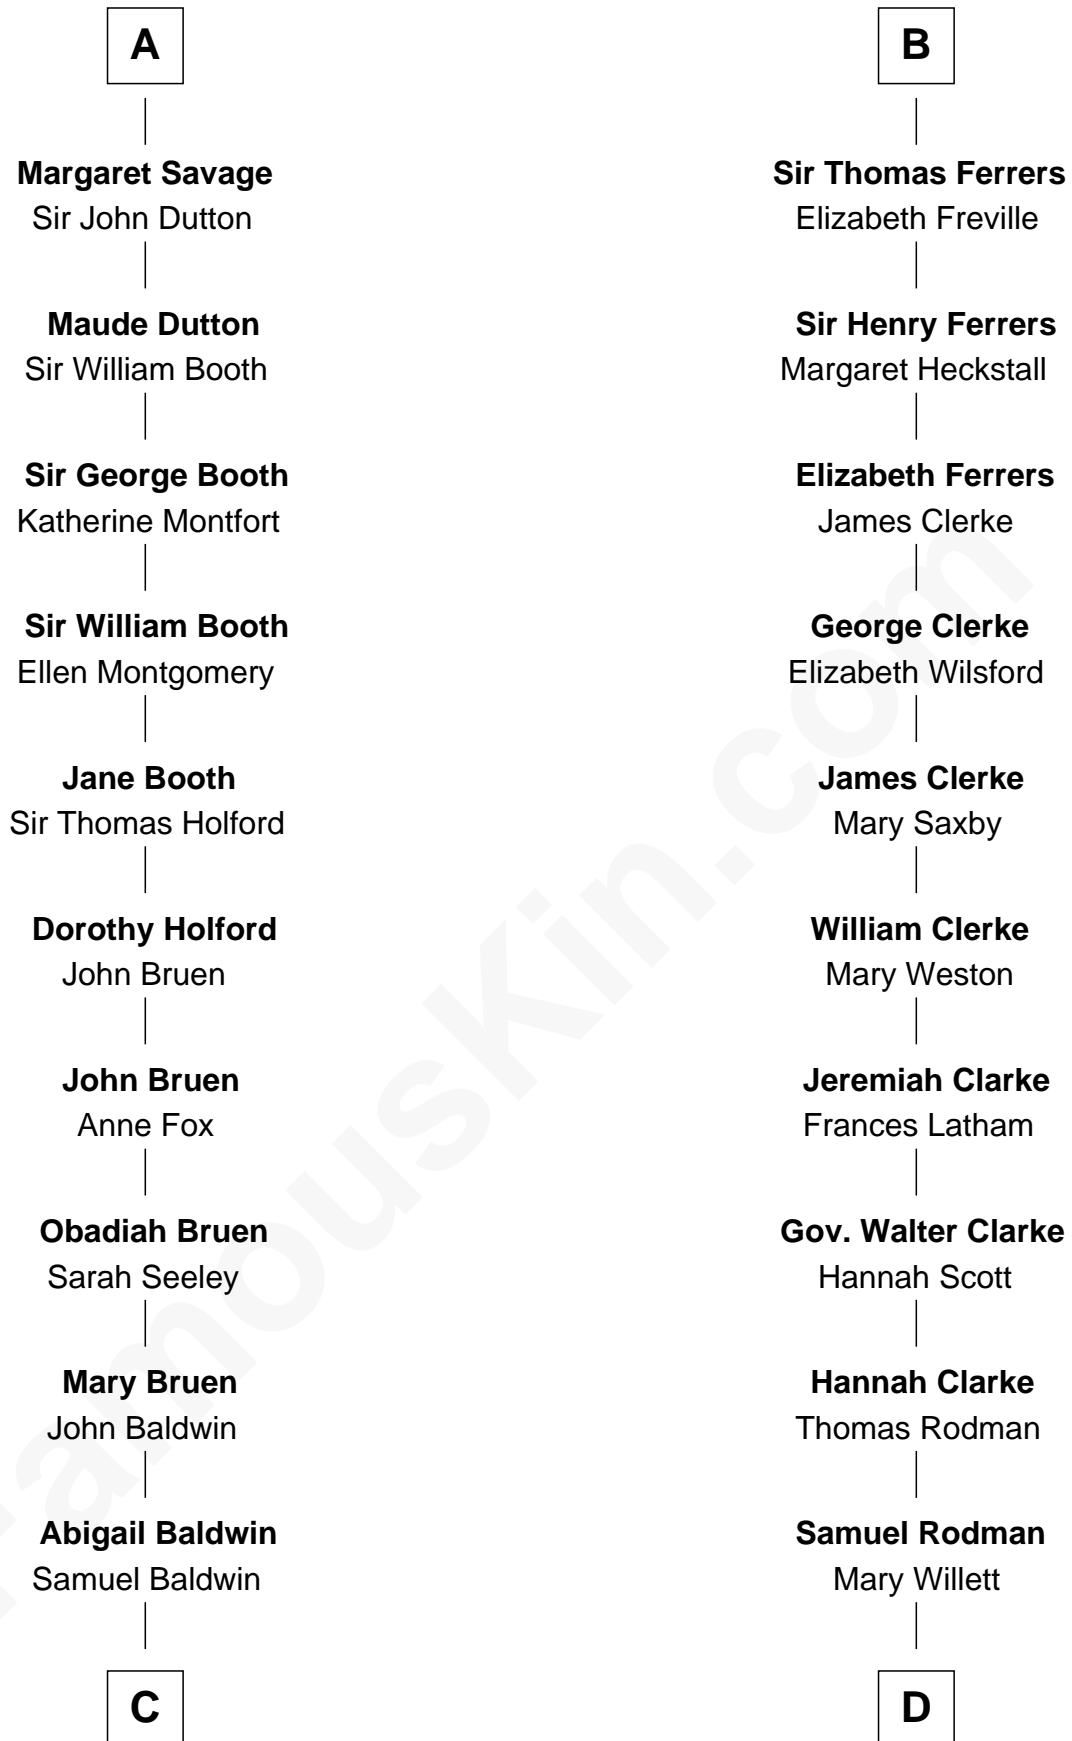 A
Margaret Savage
Sir John Dutton
Maude Dutton
Sir William Booth
Sir George Booth
Katherine Montfort
Sir William Booth
Ellen Montgomery
Jane Booth
Sir Thomas Holford
Dorothy Holford
John Bruen
John Bruen
Anne Fox
Obadiah Bruen
Sarah Seeley
Mary Bruen
John Baldwin
Abigail Baldwin
Samuel Baldwin
C
B
Sir Thomas Ferrers
Elizabeth Freville
Sir Henry Ferrers
Margaret Heckstall
Elizabeth Ferrers
James Clerke
George Clerke
Elizabeth Wilsford
James Clerke
Mary Saxby
William Clerke
Mary Weston
Jeremiah Clarke
Frances Latham
Gov. Walter Clarke
Hannah Scott
Hannah Clarke
Thomas Rodman
Samuel Rodman
Mary Willett
D
FamousKin.com